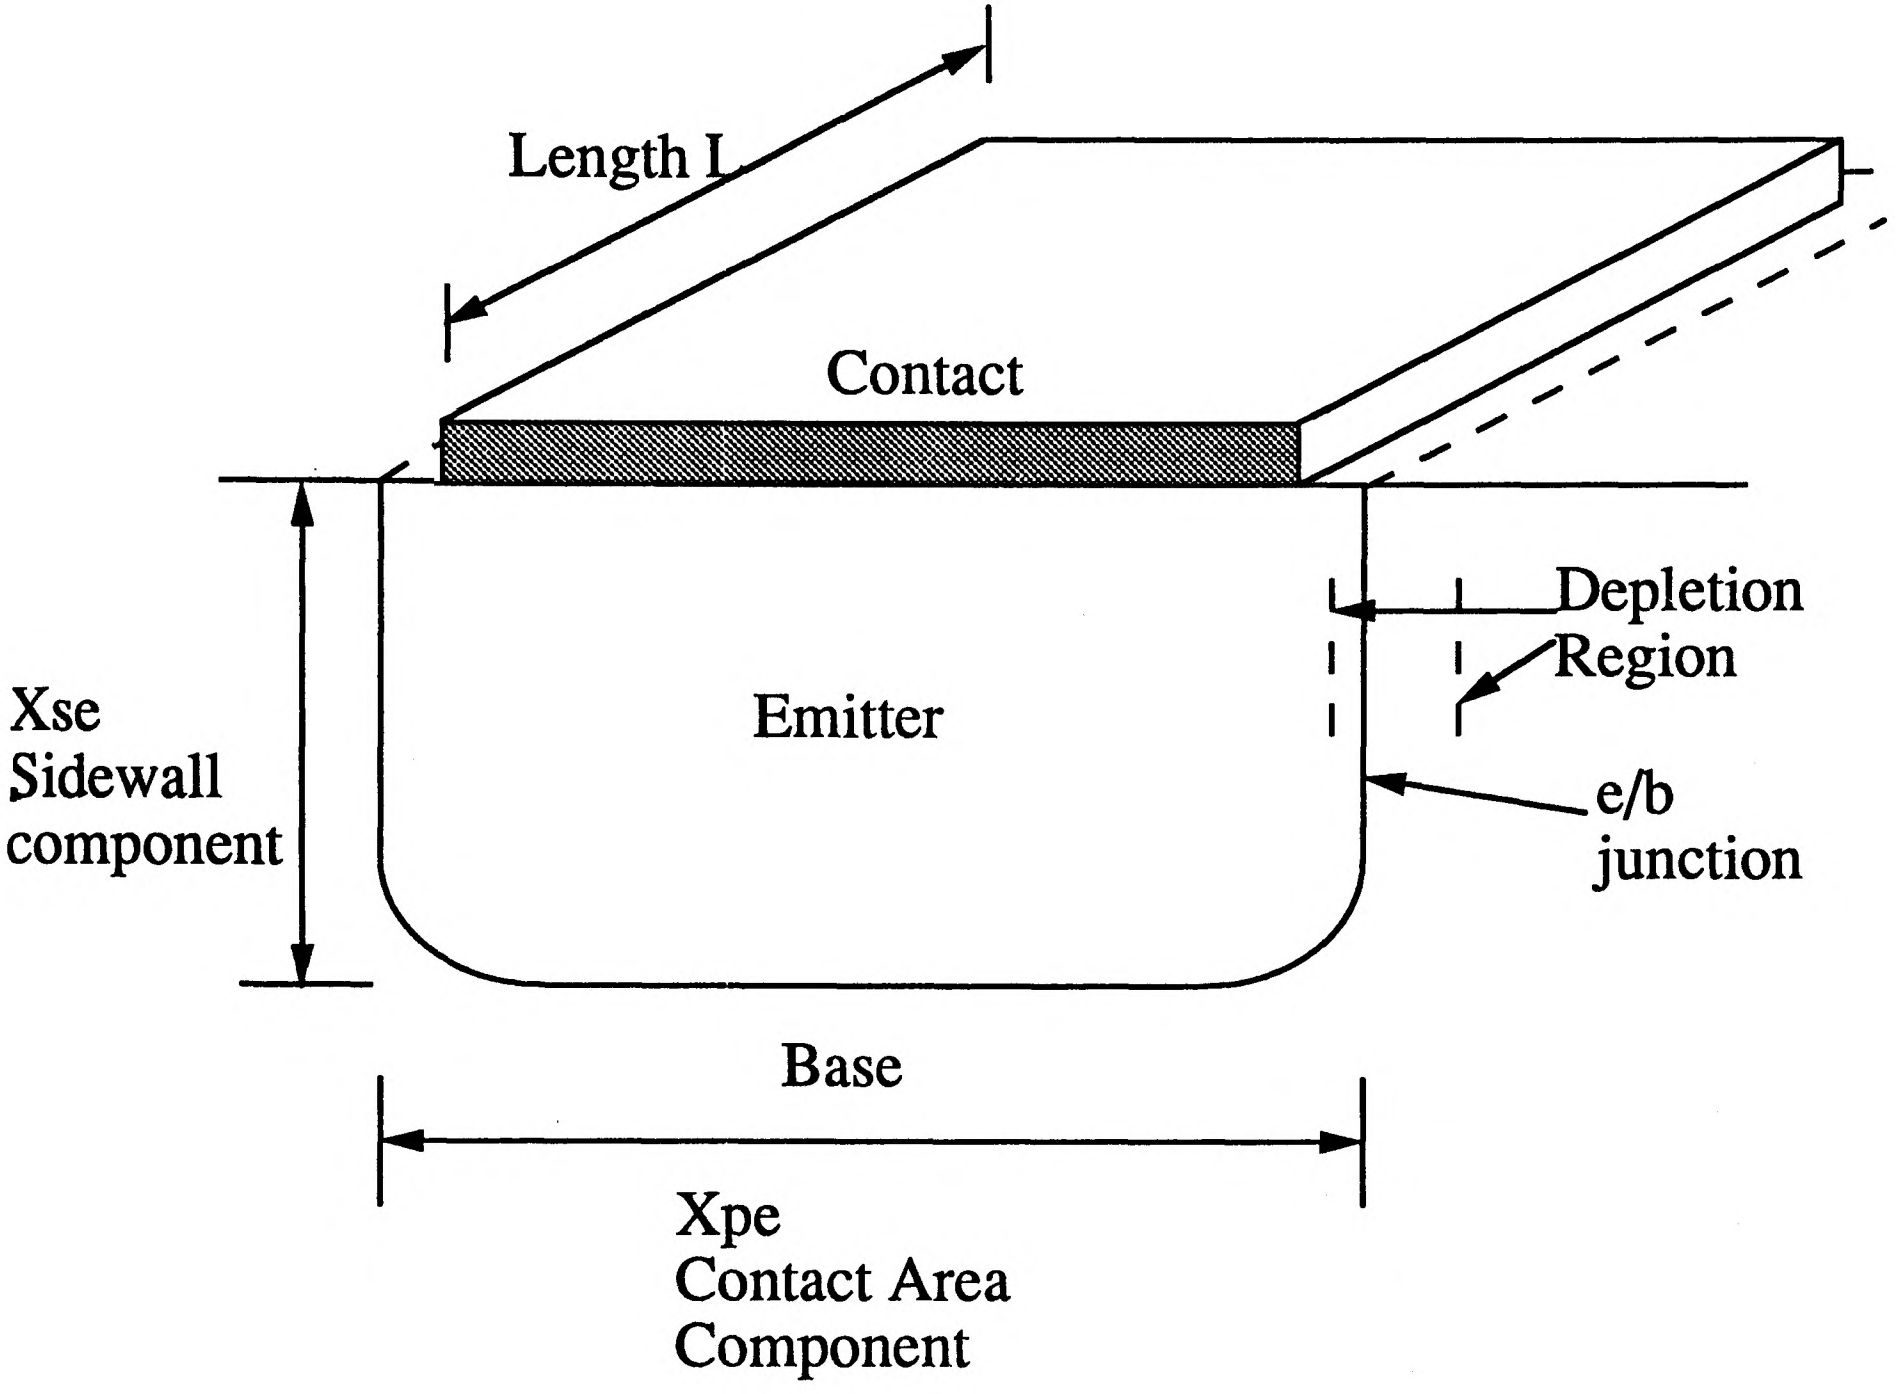 Length L
Contact
Depletion
Region
Emitter
Xse
Sidewall
component
e/b
junction
Base
Xpe
Contact Area
Component